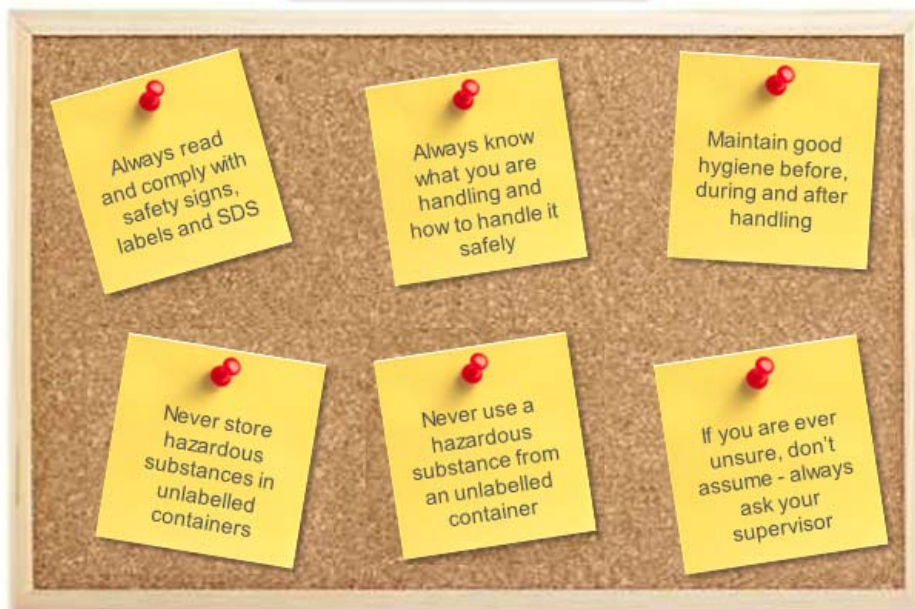 Always read
and comply with
safety signs,
labels and SDS
Always know
what you are
handling and
how to handle it
safely
Maintain good
hygiene before,
during and after
handling
Never store
hazardous
substances in
unlabelled
containers
Never use a
hazardous
substance from
an unlabelled
container
If you are ever
unsure, don't
assume - always
ask your
supervisor